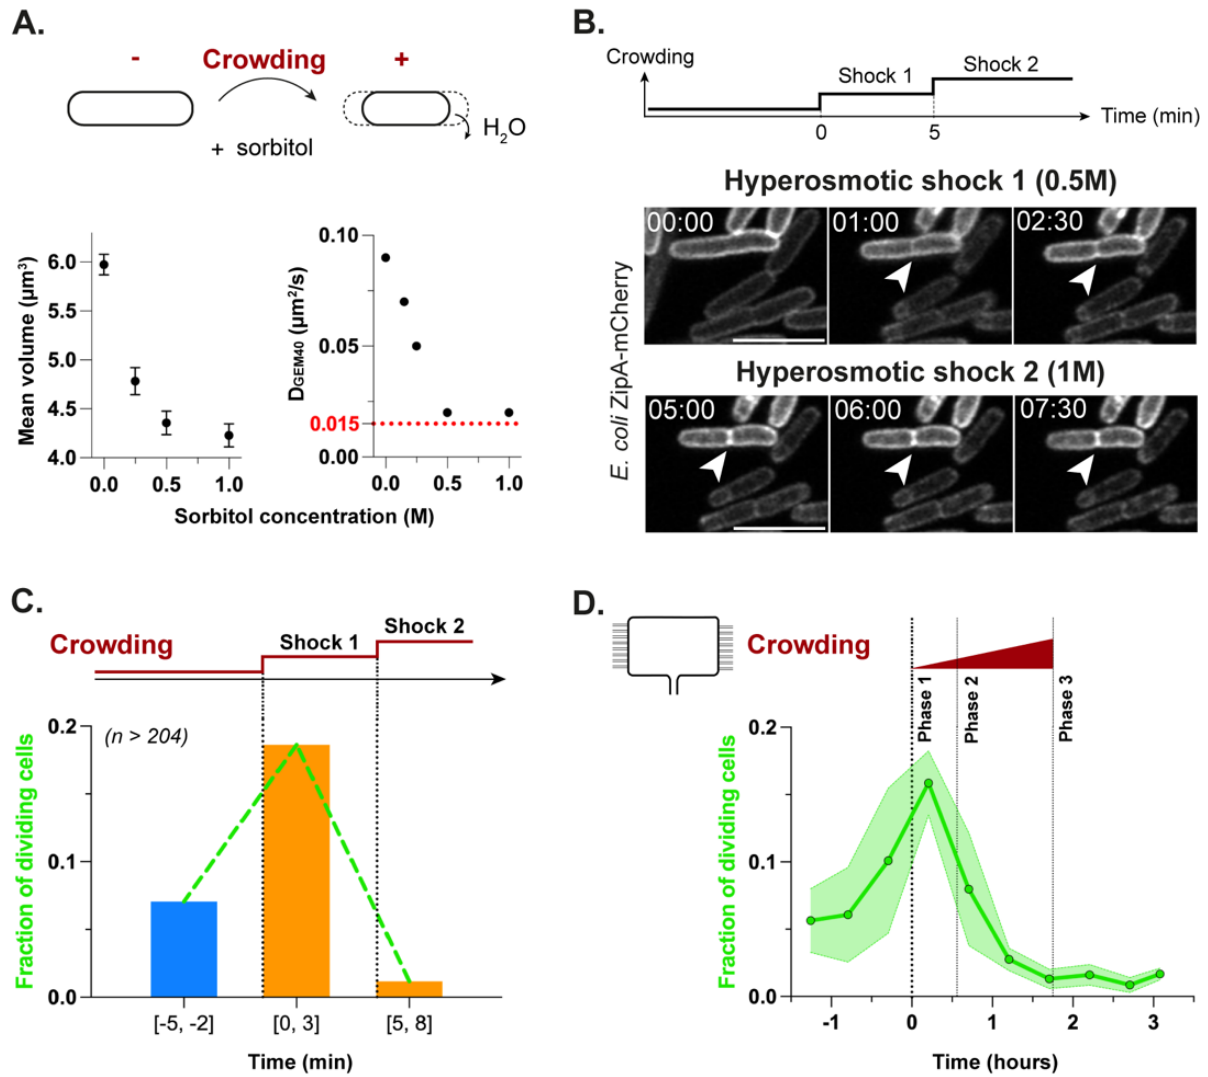 A.
- Crowding +
+ sorbitol
H2O
Mean volume (µm³)
6.0
5.5
5.0
4.5
4.0
0.0 0.5 1.0
DGEM40 (µm²/s)
0.10
0.05
0.015
0.00
0.0 0.5 1.0
Sorbitol concentration (M)
B.
Crowding
Shock 1
Shock 2
Time (min)
0 5
Hyperosmotic shock 1 (0.5M)
00:00 01:00 02:30
Hyperosmotic shock 2 (1M)
05:00 06:00 07:30
E. coli ZipA-mCherry
C.
Crowding
Shock 1
Shock 2
(n > 204)
Fraction of dividing cells
0.2
0.1
0.0
[-5, -2] [0, 3] [5, 8]
Time (min)
D.
Crowding
Phase 1
Phase 2
Phase 3
Fraction of dividing cells
0.2
0.1
0.0
-1 0 1 2 3
Time (hours)